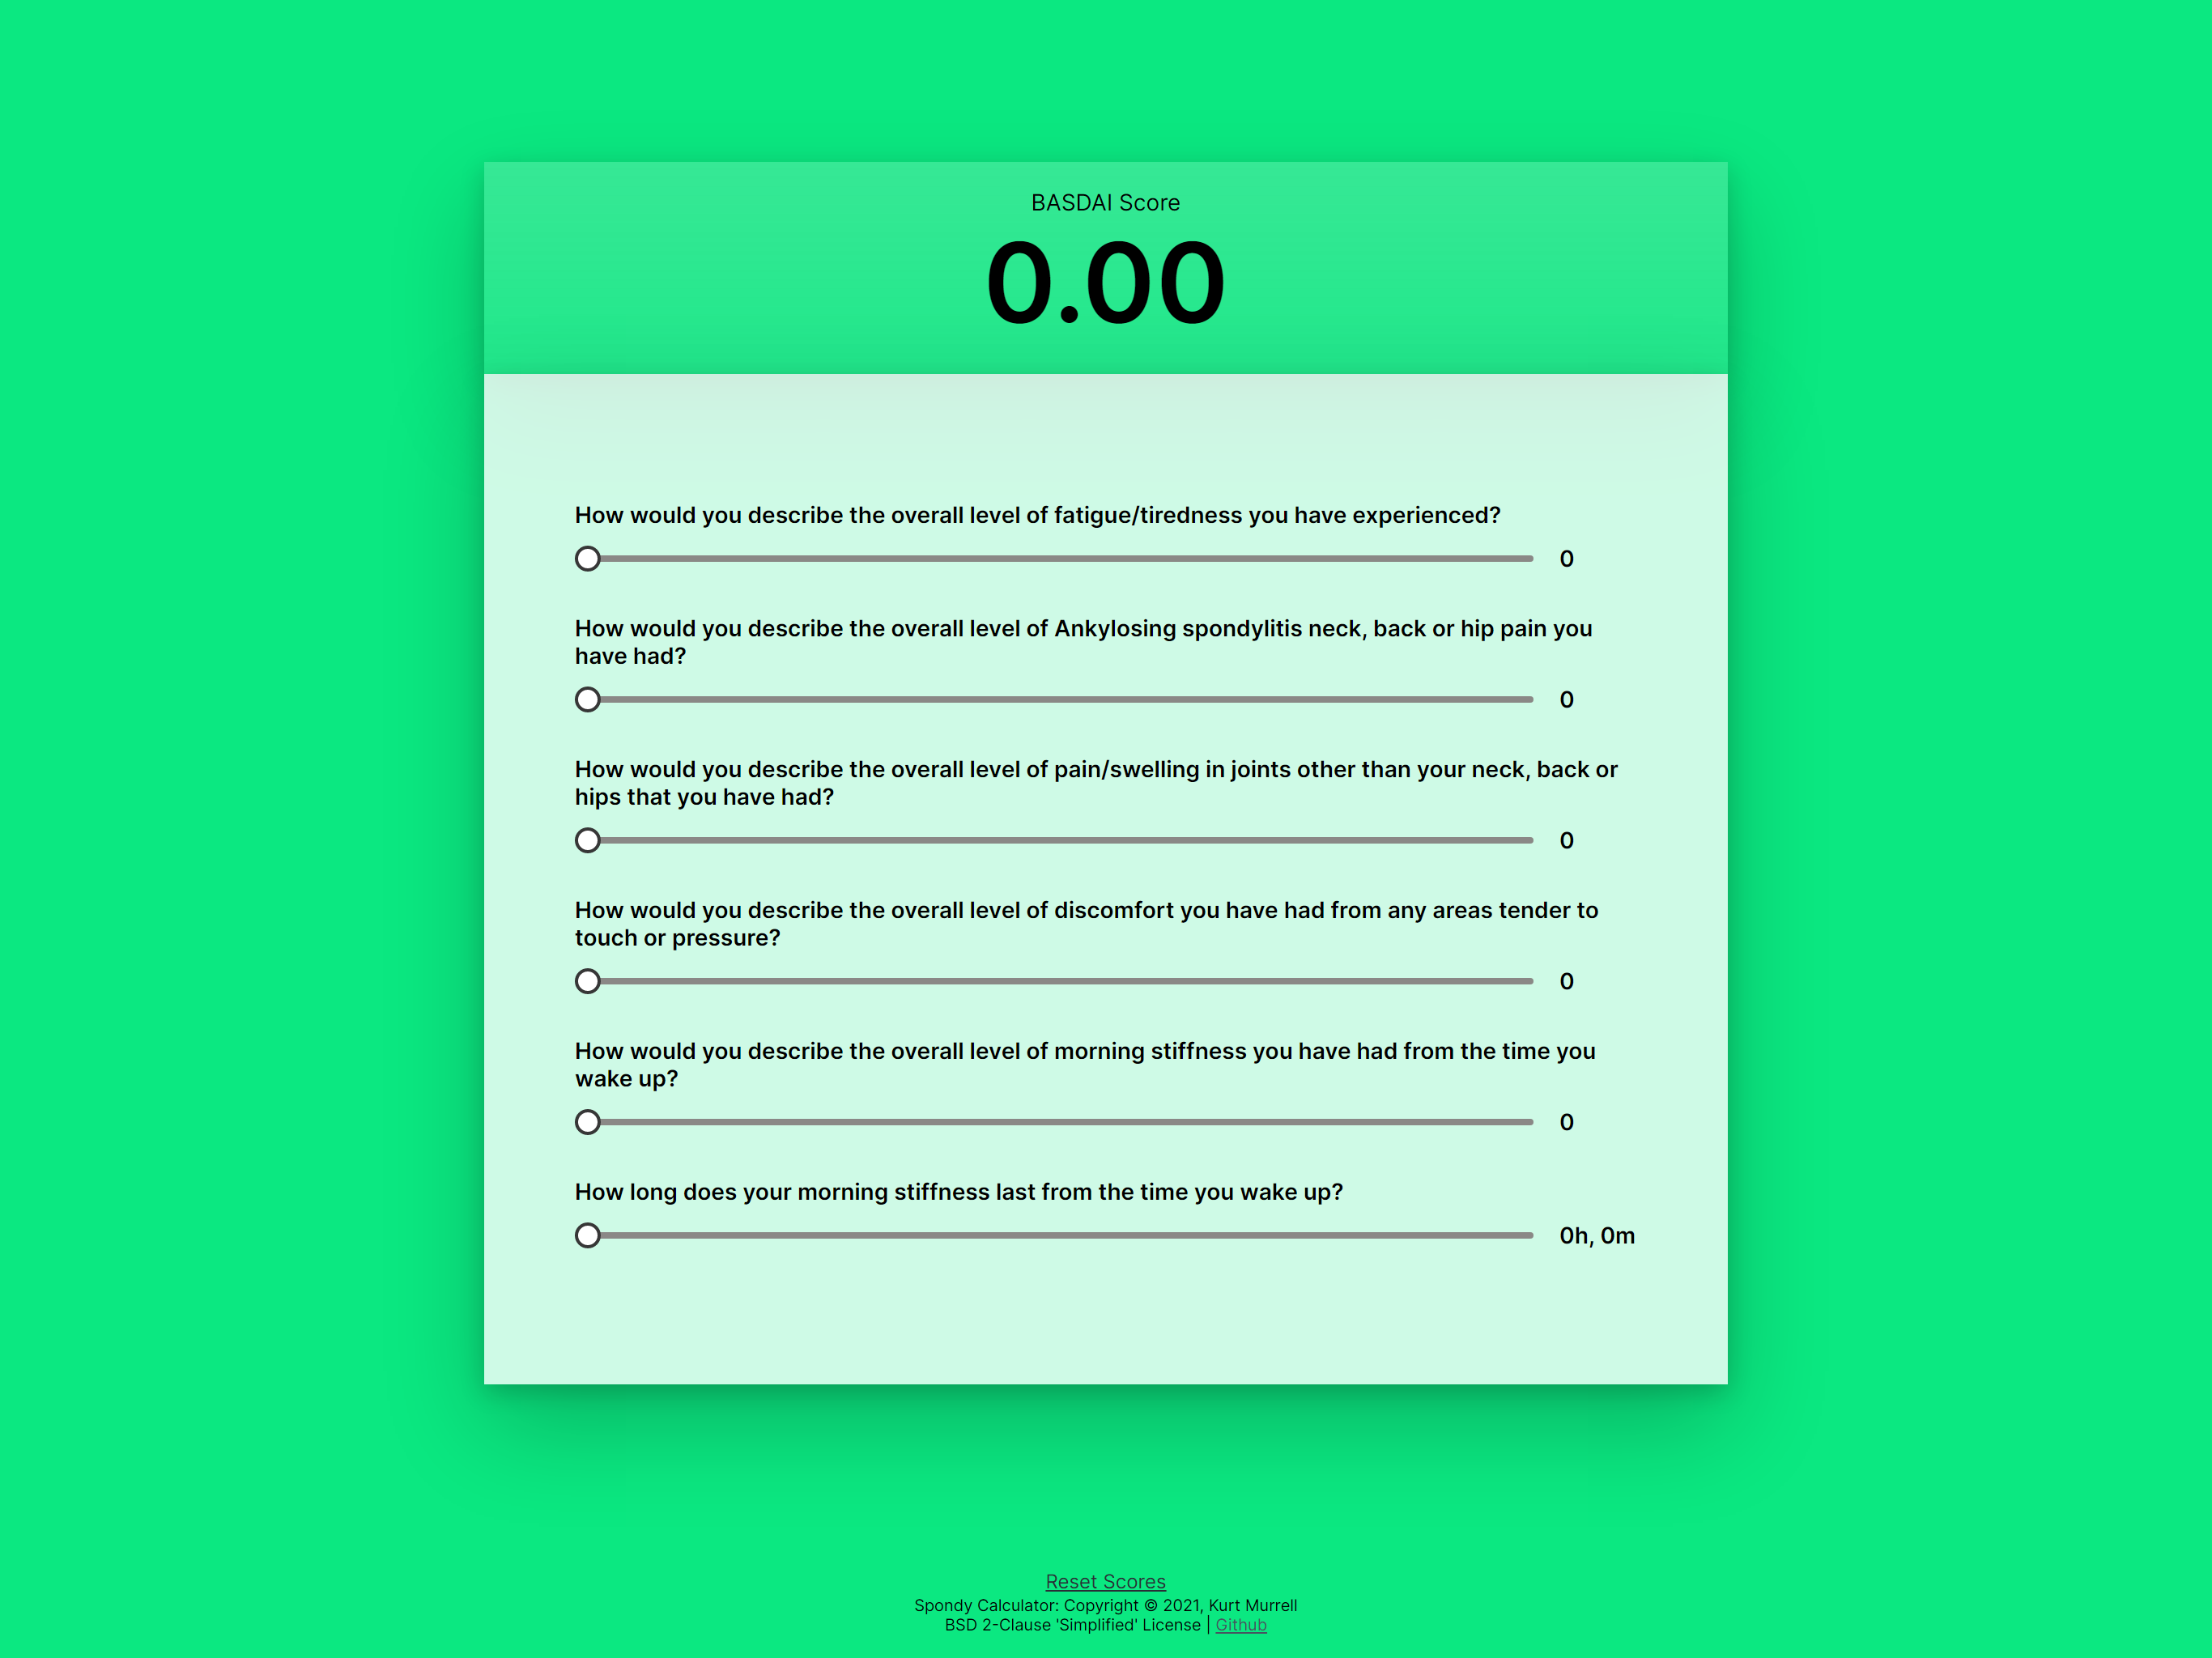 BASDAI Score
0.00
How would you describe the overall level of fatigue/tiredness you have experienced?
0
How would you describe the overall level of Ankylosing spondylitis neck, back or hip pain you
have had?
0
How would you describe the overall level of pain/swelling in joints other than your neck, back or
hips that you have had?
0
How would you describe the overall level of discomfort you have had from any areas tender to
touch or pressure?
0
How would you describe the overall level of morning stiffness you have had from the time you
wake up?
0
How long does your morning stiffness last from the time you wake up?
0h, 0m
Reset Scores
Spondy Calculator: Copyright © 2021, Kurt Murrell
BSD 2-Clause 'Simplified' License | Github